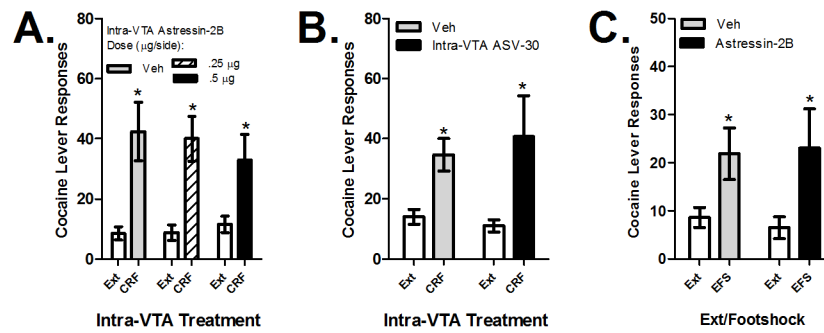 A.
Intra-VTA Astressin-2B
Dose (μg/side):
Veh
.25 μg
.5 μg
Cocaine Lever Responses
80
60
40
20
0
*
*
*
Ext
CRF
Ext
CRF
Ext
CRF
Intra-VTA Treatment
B.
Veh
Intra-VTA ASV-30
Cocaine Lever Responses
80
60
40
20
0
*
*
Ext
CRF
Ext
CRF
Intra-VTA Treatment
C.
Veh
Astressin-2B
Cocaine Lever Responses
50
40
30
20
10
0
*
*
Ext
EFS
Ext
EFS
Ext/Footshock